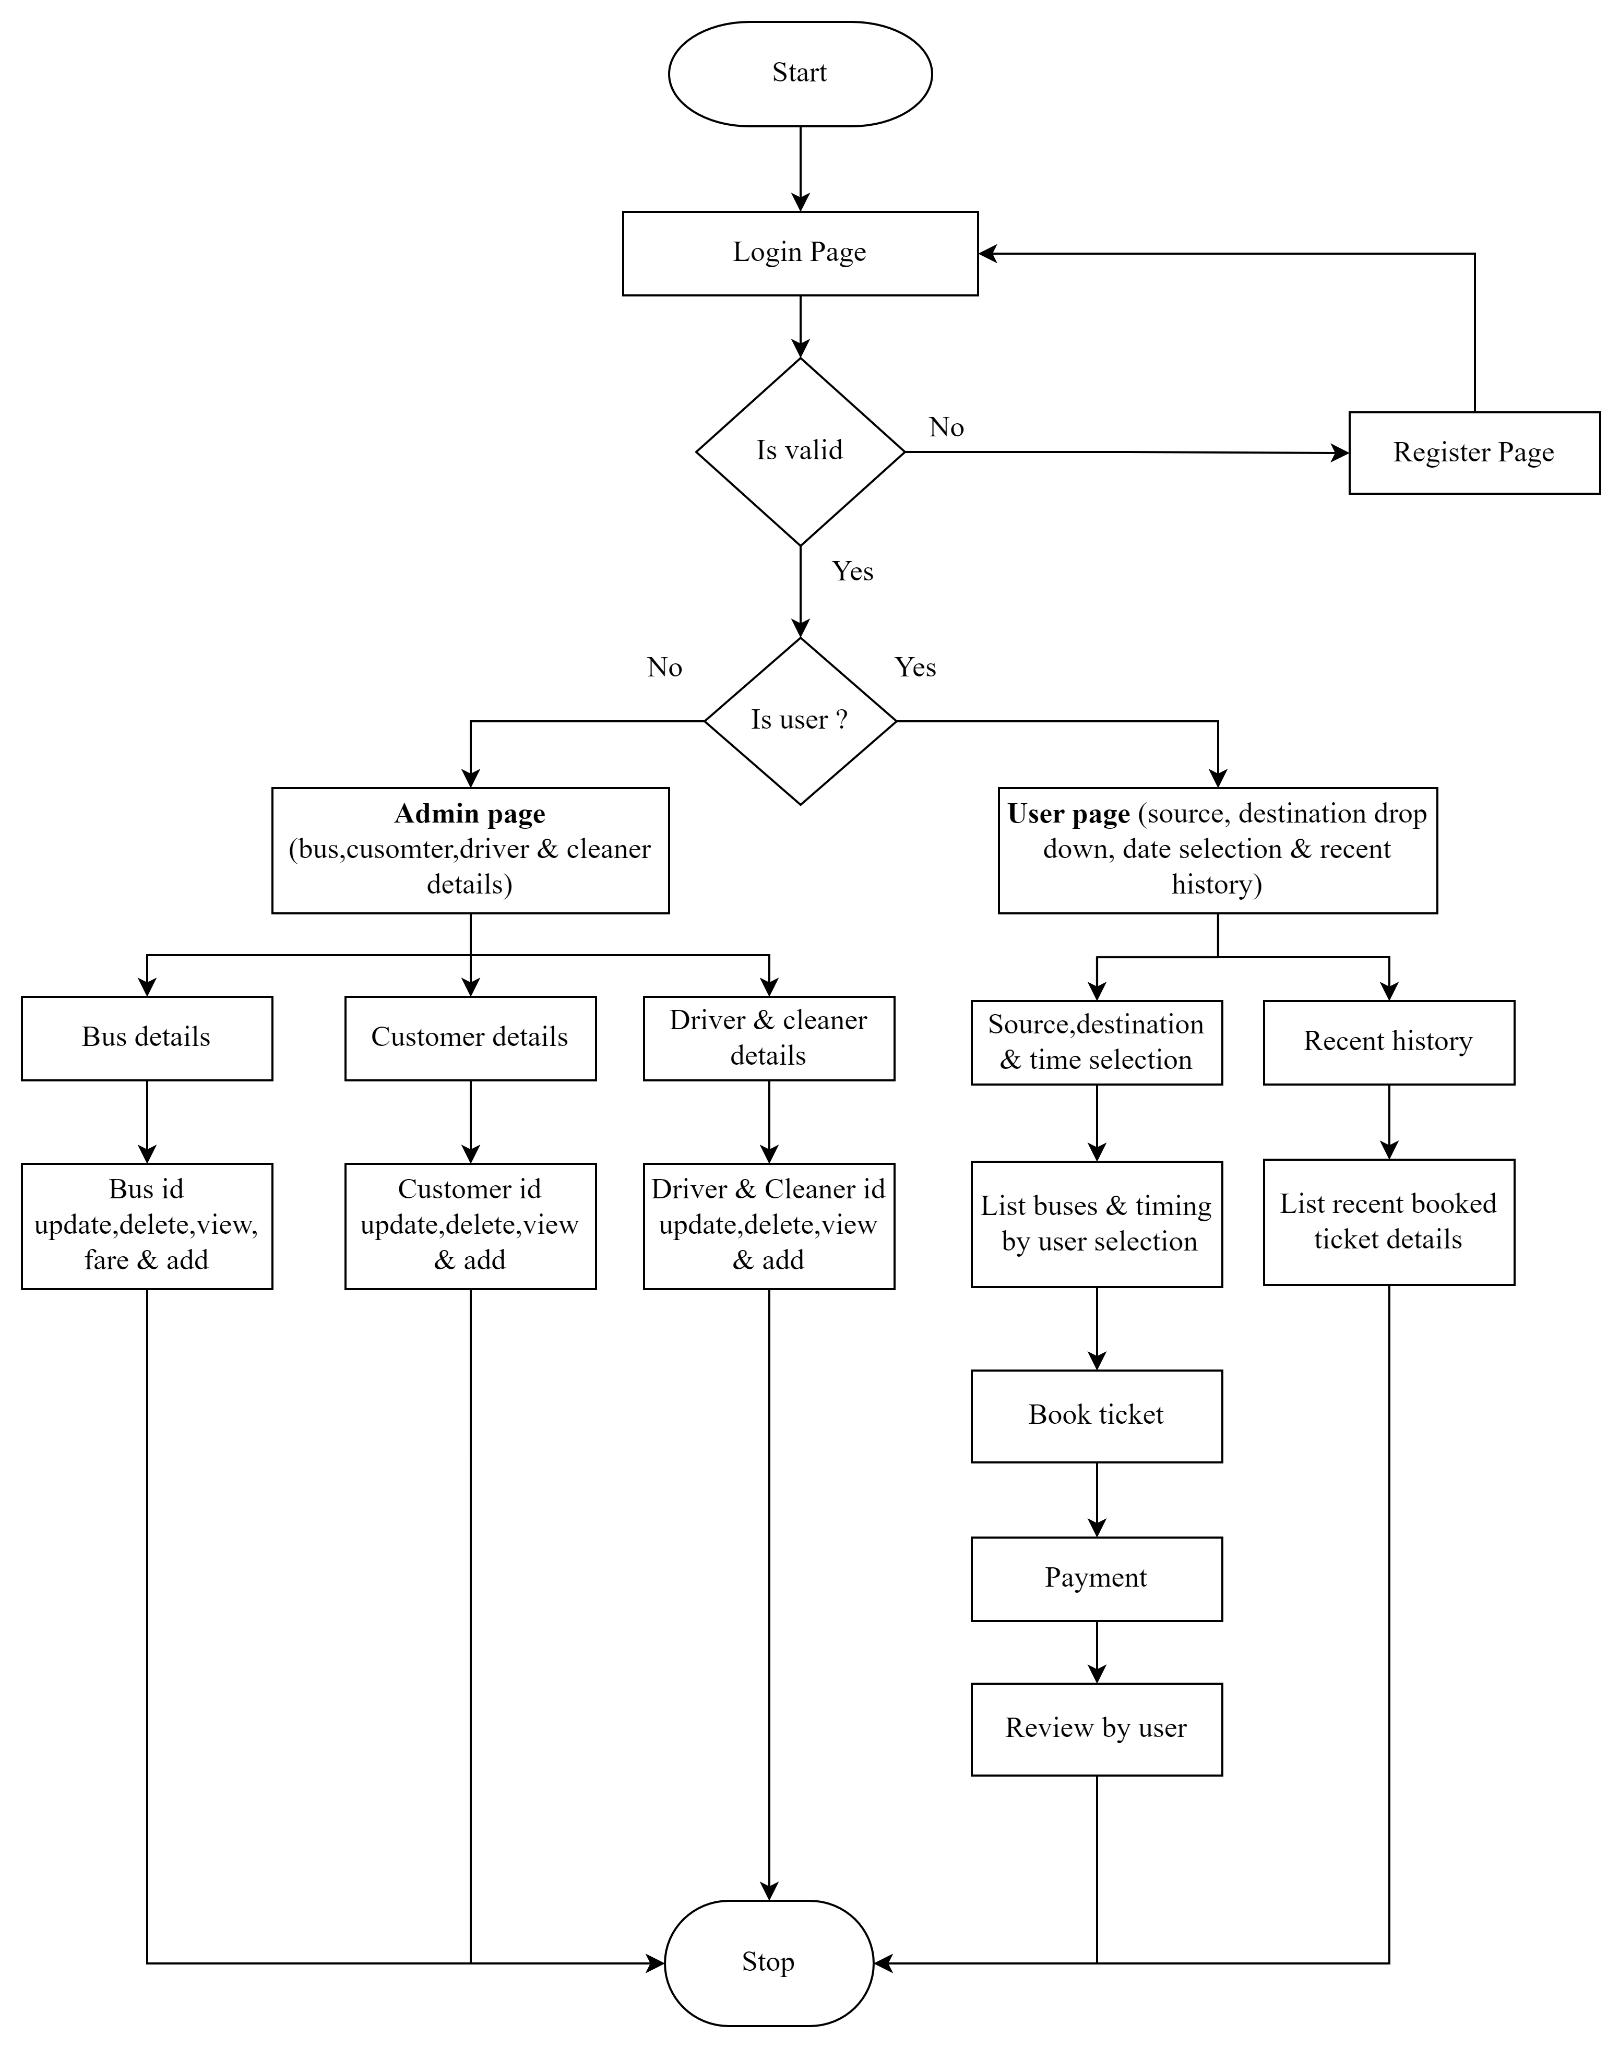 Start
Login Page
No
Is valid
Register Page
Yes
No
Yes
Is user ?
Admin page
(bus,cusomter,driver & cleaner
details)
User page (source, destination drop
down, date selection & recent
history)
Bus details
Customer details
Driver & cleaner
details
Source,destination
& time selection
Recent history
Bus id
update,delete,view,
fare & add
Customer id
update,delete,view
& add
Driver & Cleaner id
update,delete,view
& add
List buses & timing
by user selection
List recent booked
ticket details
Book ticket
Payment
Review by user
Stop